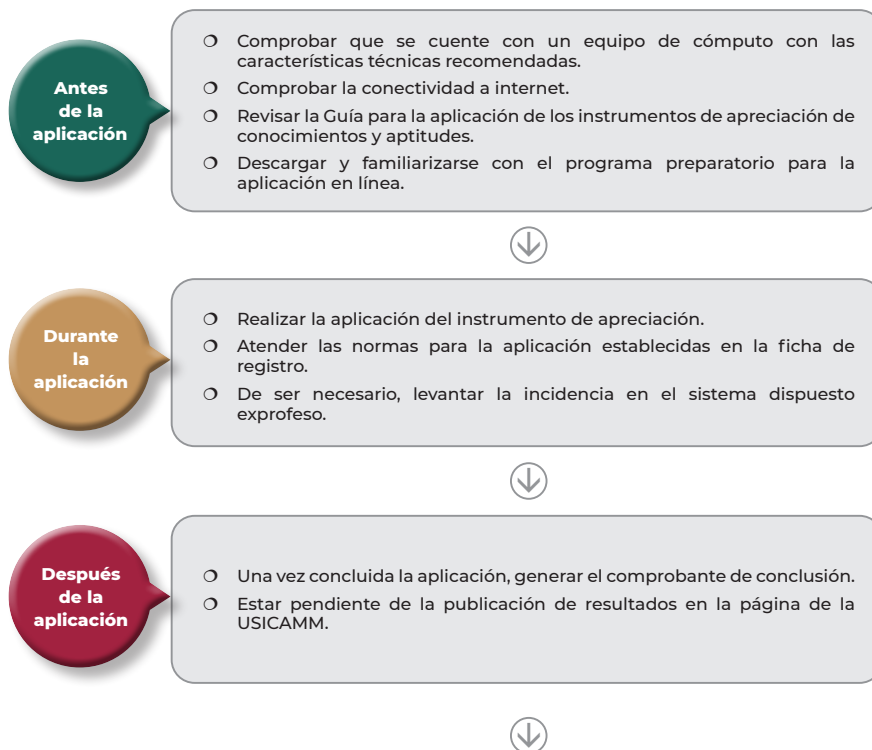 Antes
de la
aplicación
❍ Comprobar que se cuente con un equipo de cómputo con las
características técnicas recomendadas.
❍ Comprobar la conectividad a internet.
❍ Revisar la Guía para la aplicación de los instrumentos de apreciación de
conocimientos y aptitudes.
❍ Descargar y familiarizarse con el programa preparatorio para la
aplicación en línea.
Durante
la
aplicación
❍ Realizar la aplicación del instrumento de apreciación.
❍ Atender las normas para la aplicación establecidas en la ficha de
registro.
❍ De ser necesario, levantar la incidencia en el sistema dispuesto
exprofeso.
Después
de la
aplicación
❍ Una vez concluida la aplicación, generar el comprobante de conclusión.
❍ Estar pendiente de la publicación de resultados en la página de la
USICAMM.